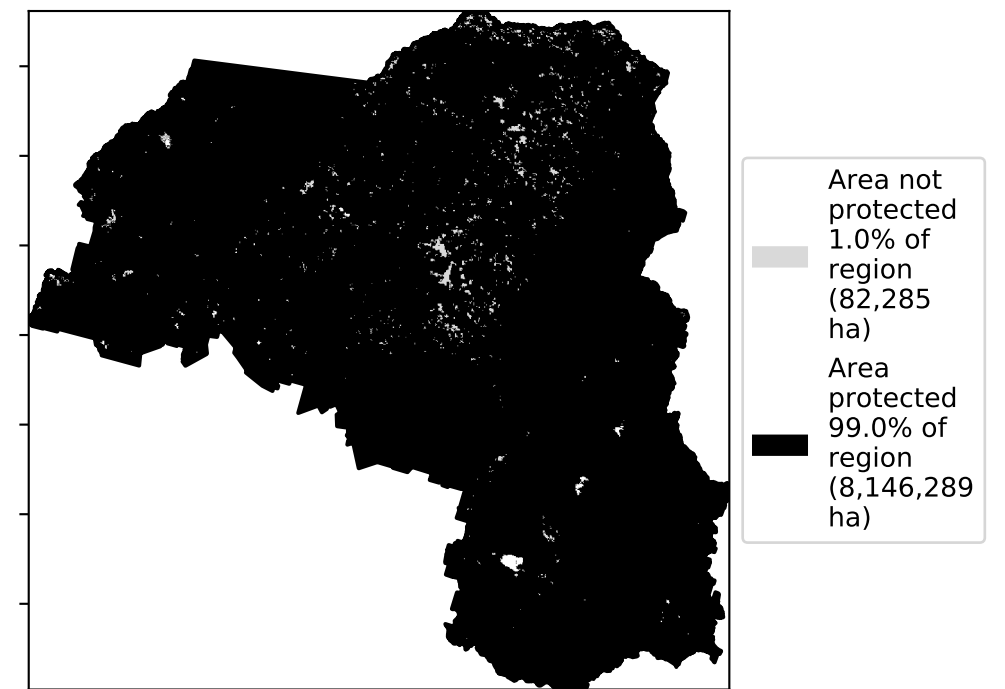 Area not
protected
1.0% of
region
(82,285
ha)
Area
protected
99.0% of
region
(8,146,289
ha)